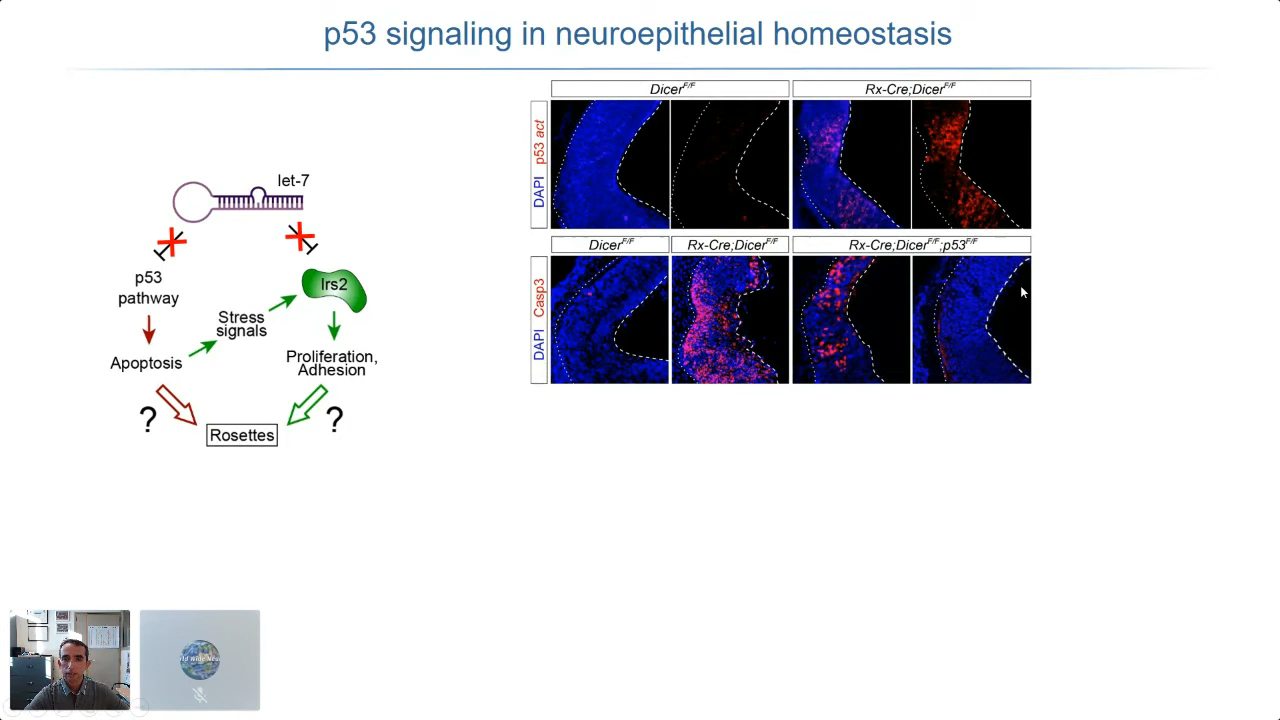 p53 signaling in neuroepithelial homeostasis
Dicer^F/F
Rx-Cre;Dicer^F/F
DAPI p53 act
let-7
p53
pathway
Irs2
Stress
signals
Apoptosis
Proliferation,
Adhesion
?
?
Rosettes
Dicer^F/F
Rx-Cre;Dicer^F/F
Rx-Cre;Dicer^F/F;p53^F/F
DAPI Casp3